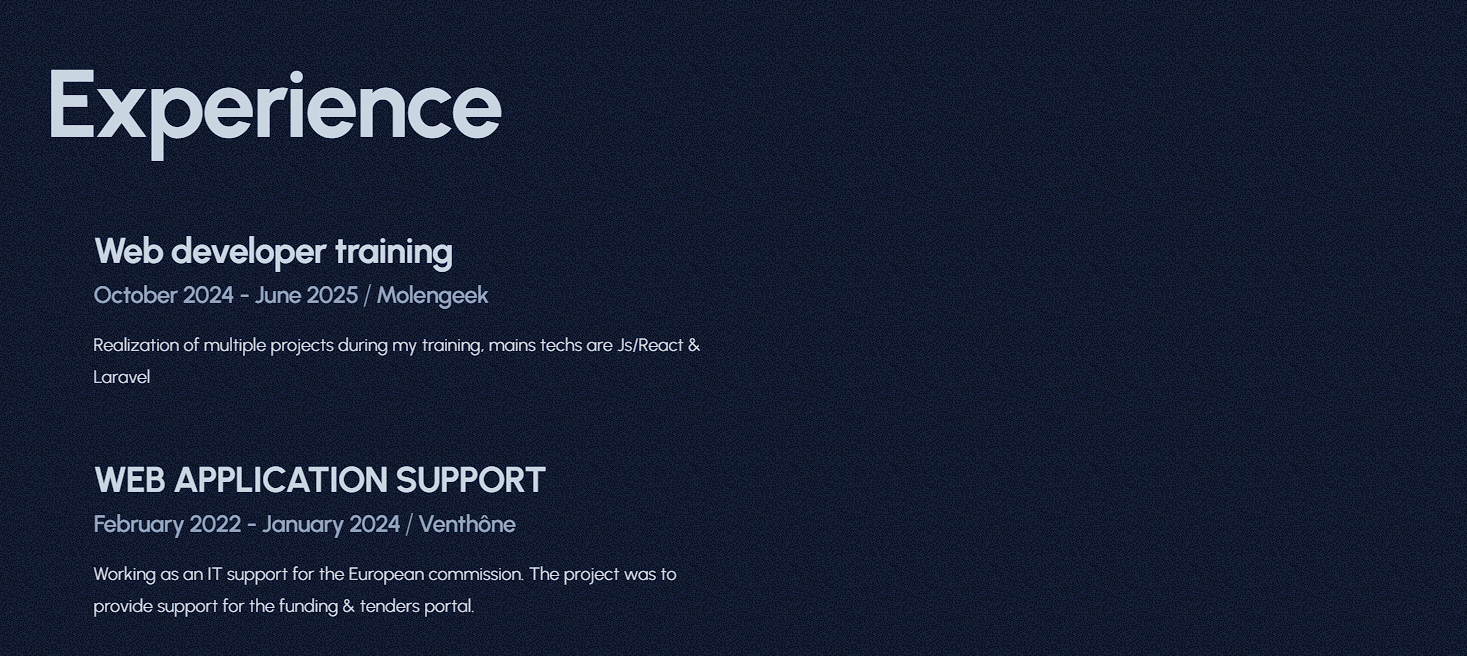 Experience
Web developer training
October 2024 - June 2025 / Molengeek
Realization of multiple projects during my training, mains techs are Js/React &
Laravel
WEB APPLICATION SUPPORT
February 2022 - January 2024 / Venthône
Working as an IT support for the European commission. The project was to
provide support for the funding & tenders portal.